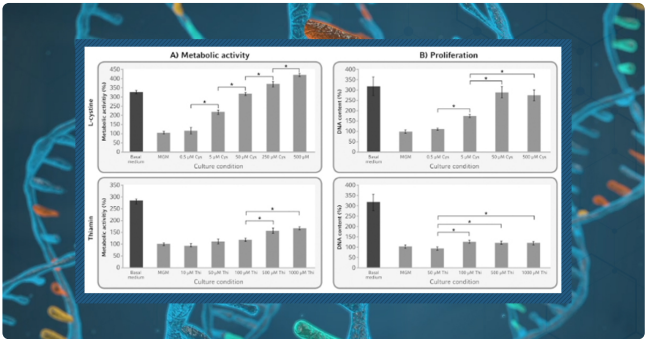 A) Metabolic activity
B) Proliferation
L-cystine
Metabolic activity (%)
450
400
350
300
250
200
150
100
50
0
Basal medium
MGM
0.5 µM Cys
5 µM Cys
50 µM Cys
250 µM Cys
500 µM
Culture condition
DNA content (%)
400
350
300
250
200
150
100
50
0
Basal medium
MGM
0.5 µM Cys
5 µM Cys
50 µM Cys
500 µM Cys
Culture condition
Thiamin
Metabolic activity (%)
350
300
250
200
150
100
50
0
Basal medium
MGM
10 µM Thi
50 µM Thi
100 µM Thi
500 µM Thi
1000 µM Thi
Culture condition
DNA content (%)
400
350
300
250
200
150
100
50
0
Basal medium
MGM
50 µM Thi
100 µM Thi
500 µM Thi
1000 µM Thi
Culture condition